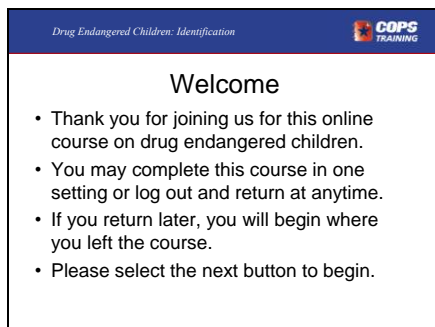 Drug Endangered Children: Identification
COPS
TRAINING
Welcome
• Thank you for joining us for this online
course on drug endangered children.
• You may complete this course in one
setting or log out and return at anytime.
• If you return later, you will begin where
you left the course.
• Please select the next button to begin.